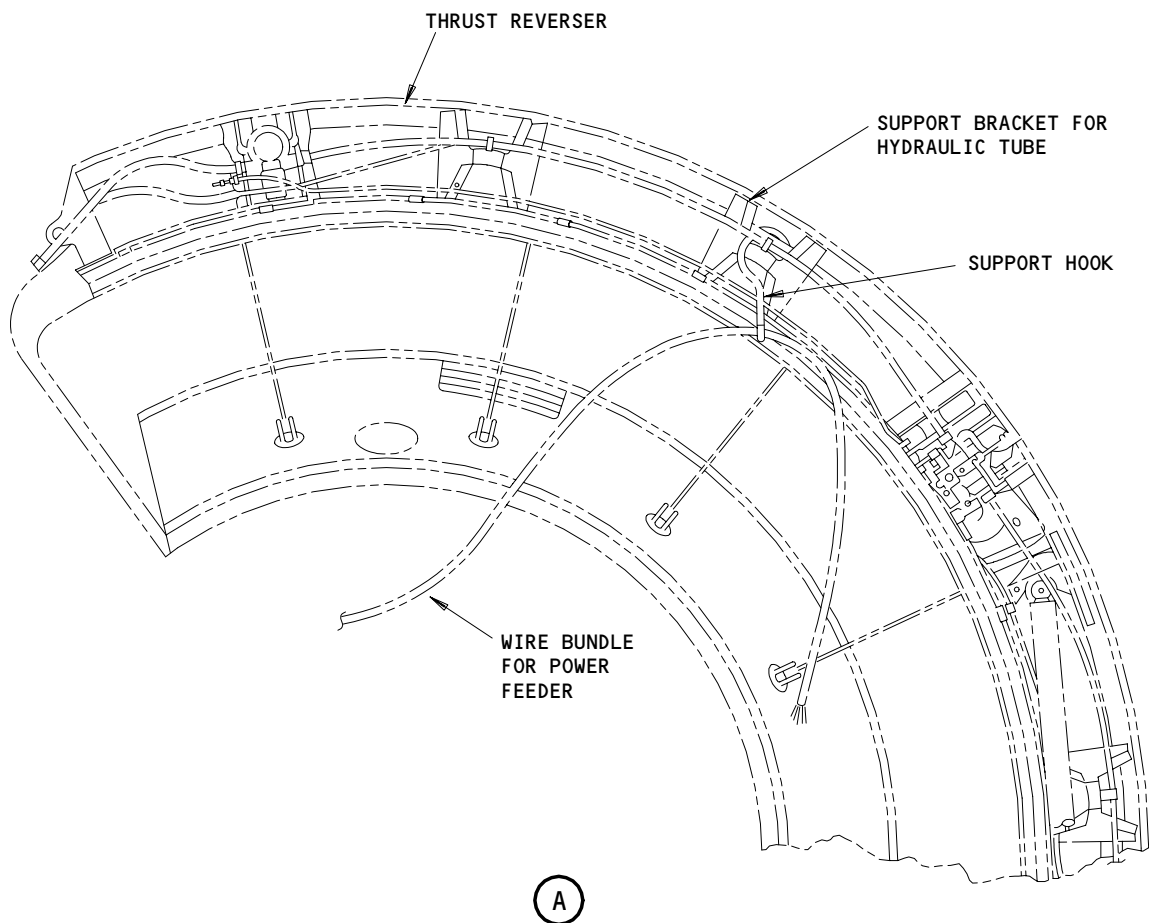 THRUST REVERSER
SUPPORT BRACKET FOR
HYDRAULIC TUBE
SUPPORT HOOK
WIRE BUNDLE
FOR POWER
FEEDER
A